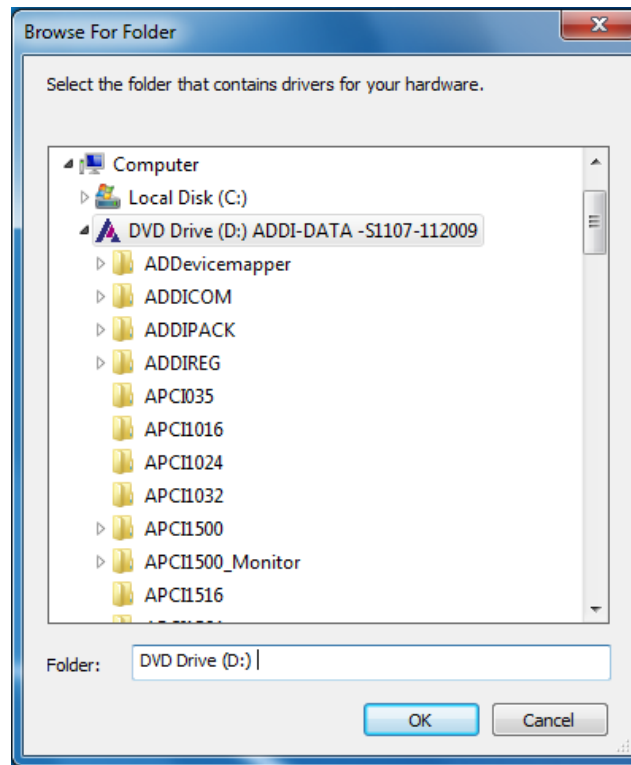 Browse For Folder
Select the folder that contains drivers for your hardware.
Computer
Local Disk (C:)
DVD Drive (D:) ADDI-DATA -S1107-112009
ADDevicemapper
ADDICOM
ADDIPACK
ADDIREG
APCI035
APCI1016
APCI1024
APCI1032
APCI1500
APCI1500_Monitor
APCI1516
Folder:
DVD Drive (D:)
OK
Cancel